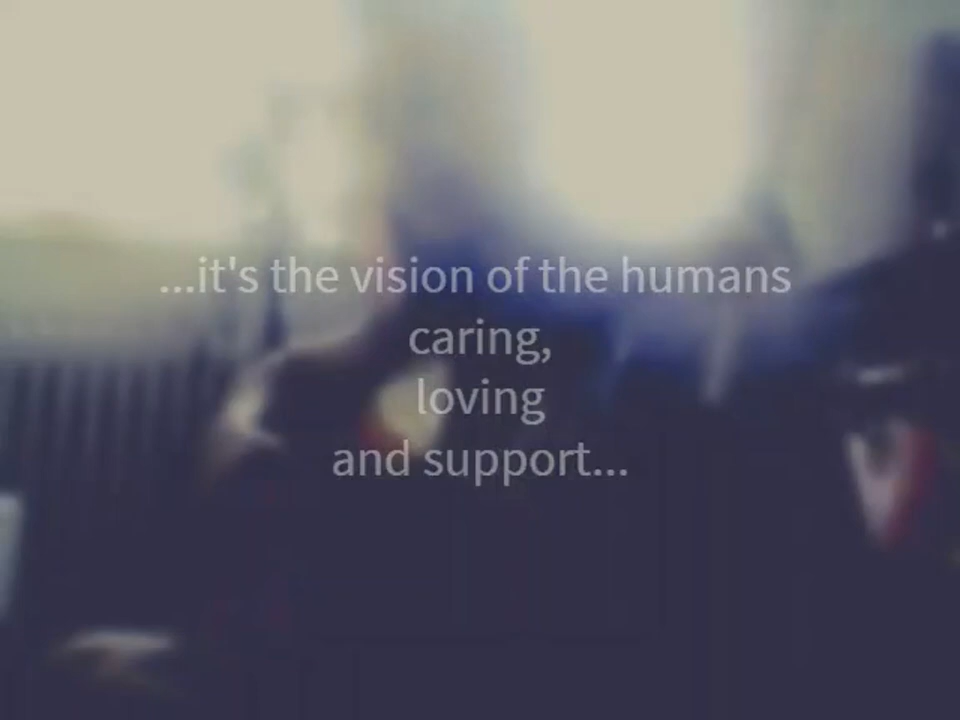 ...it's the vision of the humans
caring,
loving
and support...